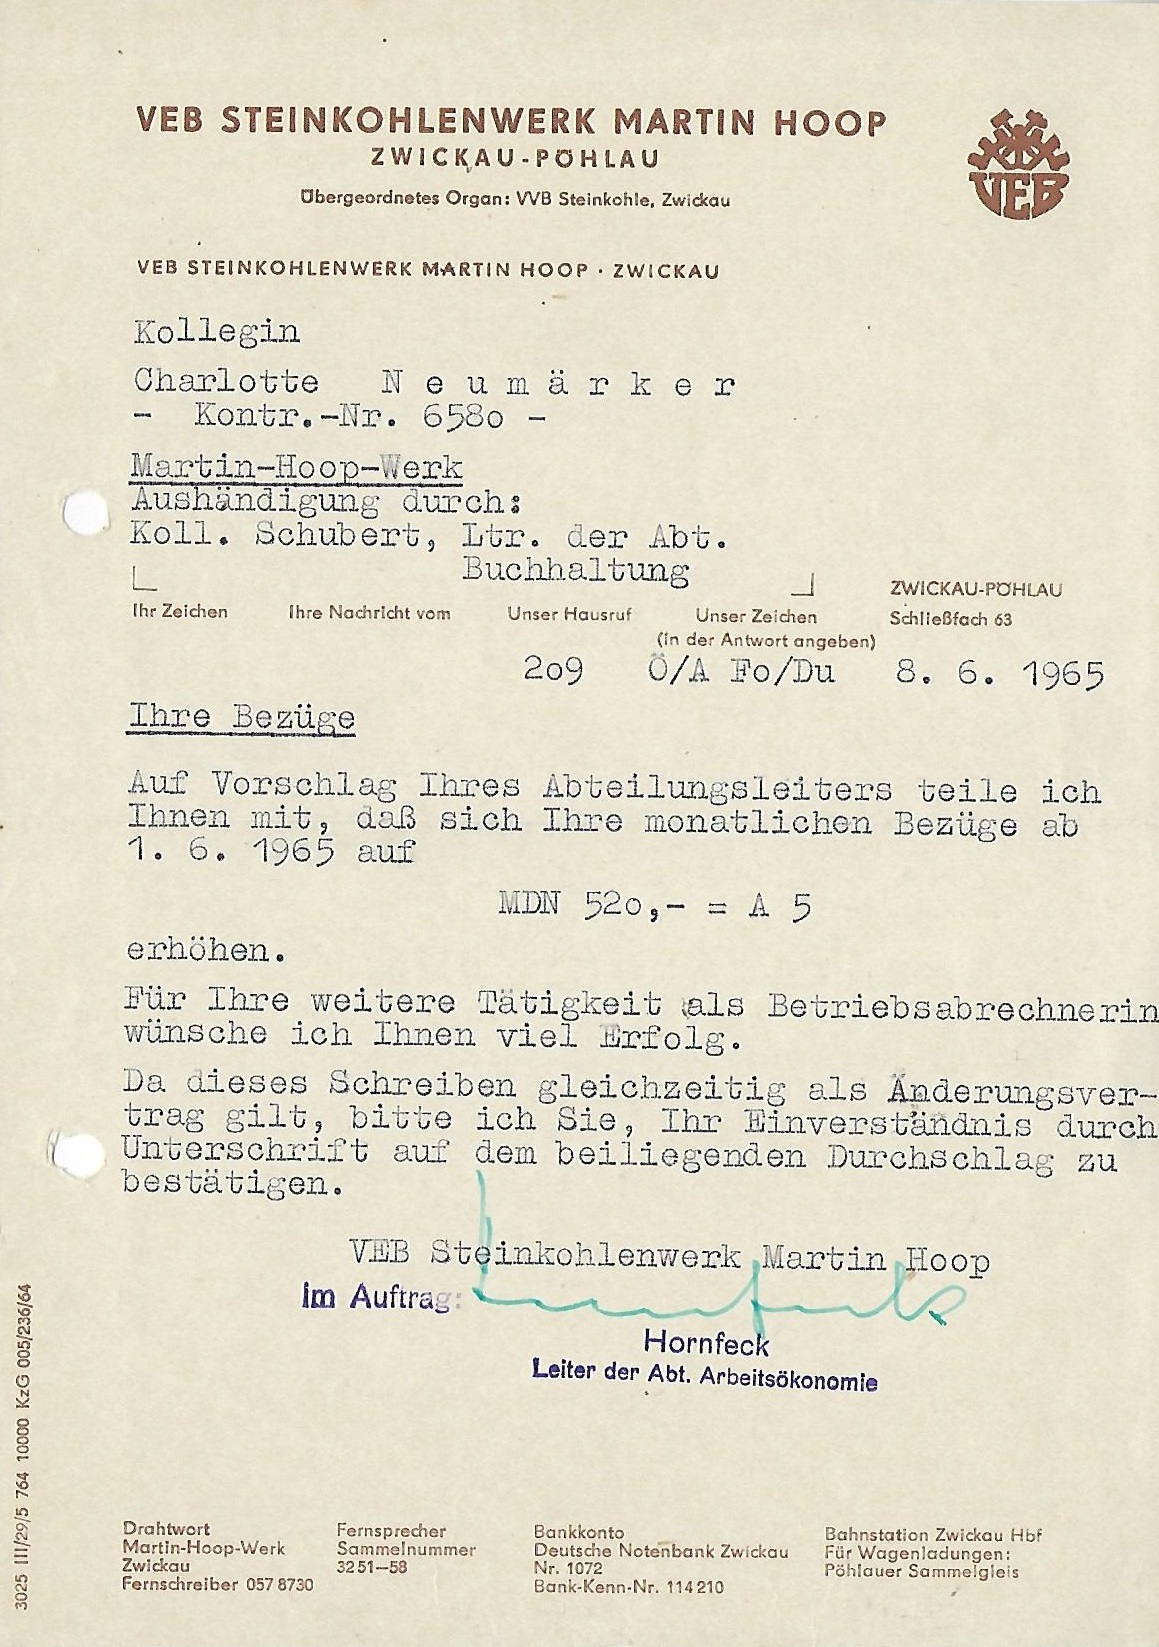 VEB STEINKOHLENWERK MARTIN HOOP
ZWICKAU-PÖHLAU
Übergeordnetes Organ: VVB Steinkohle, Zwickau
VEB
VEB STEINKOHLENWERK MARTIN HOOP · ZWICKAU
Kollegin
Charlotte N e u m ä r k e r
- Kontr.-Nr. 658o -
Martin-Hoop-Werk
Aushändigung durch:
Koll. Schubert, Ltr. der Abt.
Buchhaltung
ZWICKAU-PÖHLAU
Ihr Zeichen Ihre Nachricht vom Unser Hausruf Unser Zeichen Schließfach 63
(in der Antwort angeben)
2o9 Ö/A Fo/Du 8. 6. 1965
Ihre Bezüge
Auf Vorschlag Ihres Abteilungsleiters teile ich
Ihnen mit, daß sich Ihre monatlichen Bezüge ab
1. 6. 1965 auf
MDN 52o,- = A 5
erhöhen.
Für Ihre weitere Tätigkeit als Betriebsabrechnerin
wünsche ich Ihnen viel Erfolg.
Da dieses Schreiben gleichzeitig als Änderungsver-
trag gilt, bitte ich Sie, Ihr Einverständnis durch
Unterschrift auf dem beiliegenden Durchschlag zu
bestätigen.
VEB Steinkohlenwerk Martin Hoop
im Auftrag:
Hornfeck
Hornfeck
Leiter der Abt. Arbeitsökonomie
3025 III/29/5 764 10000 KzG 005/236/64
Drahtwort
Martin-Hoop-Werk
Zwickau
Fernschreiber 057 8730
Fernsprecher
Sammelnummer
3251—58
Bankkonto
Deutsche Notenbank Zwickau
Nr. 1072
Bank-Kenn-Nr. 114 210
Bahnstation Zwickau Hbf
Für Wagenladungen:
Pöhlauer Sammelgleis